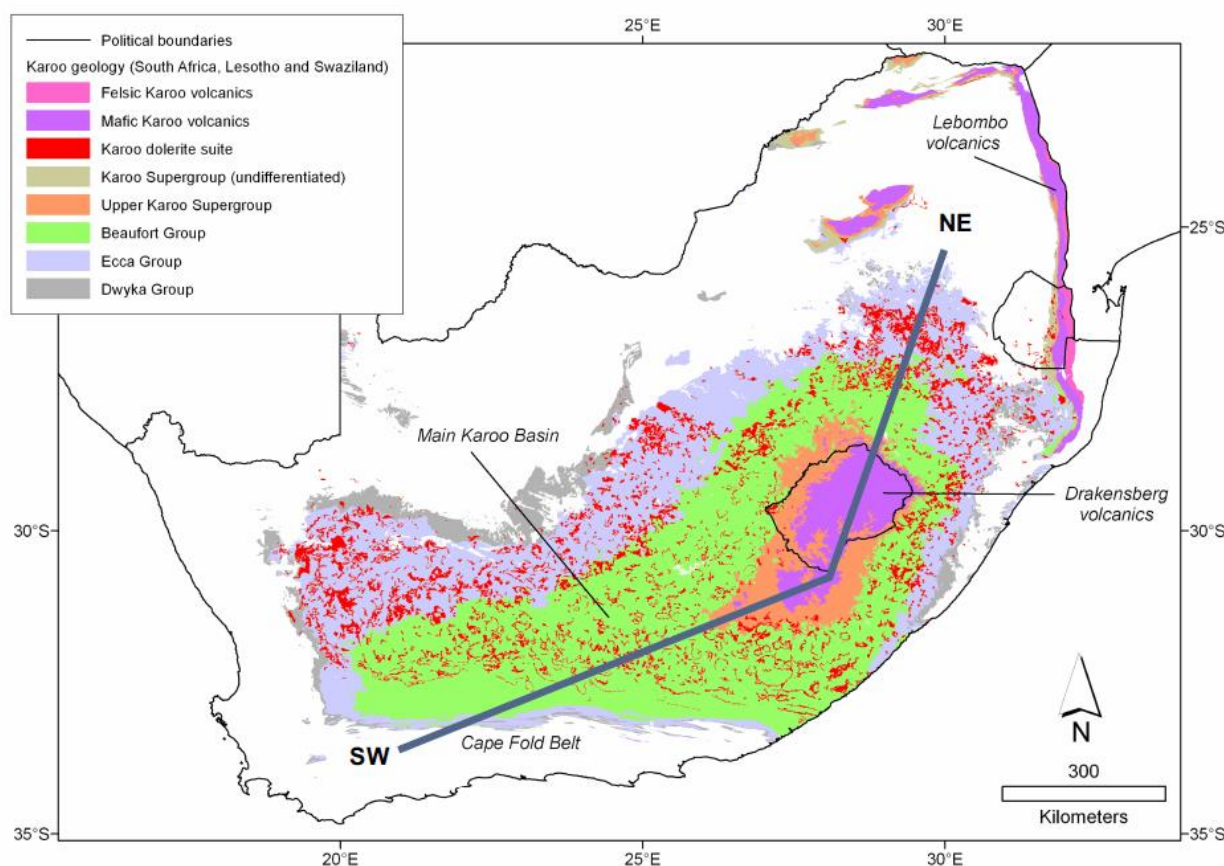 25°E
30°E
Political boundaries
Karoo geology (South Africa, Lesotho and Swaziland)
Felsic Karoo volcanics
Mafic Karoo volcanics
Karoo dolerite suite
Karoo Supergroup (undifferentiated)
Upper Karoo Supergroup
Beaufort Group
Ecca Group
Dwyka Group
Lebombo
volcanics
NE
25°S
25°S
Main Karoo Basin
Drakensberg
volcanics
30°S
30°S
SW
Cape Fold Belt
N
300
Kilometers
35°S
35°S
20°E
25°E
30°E